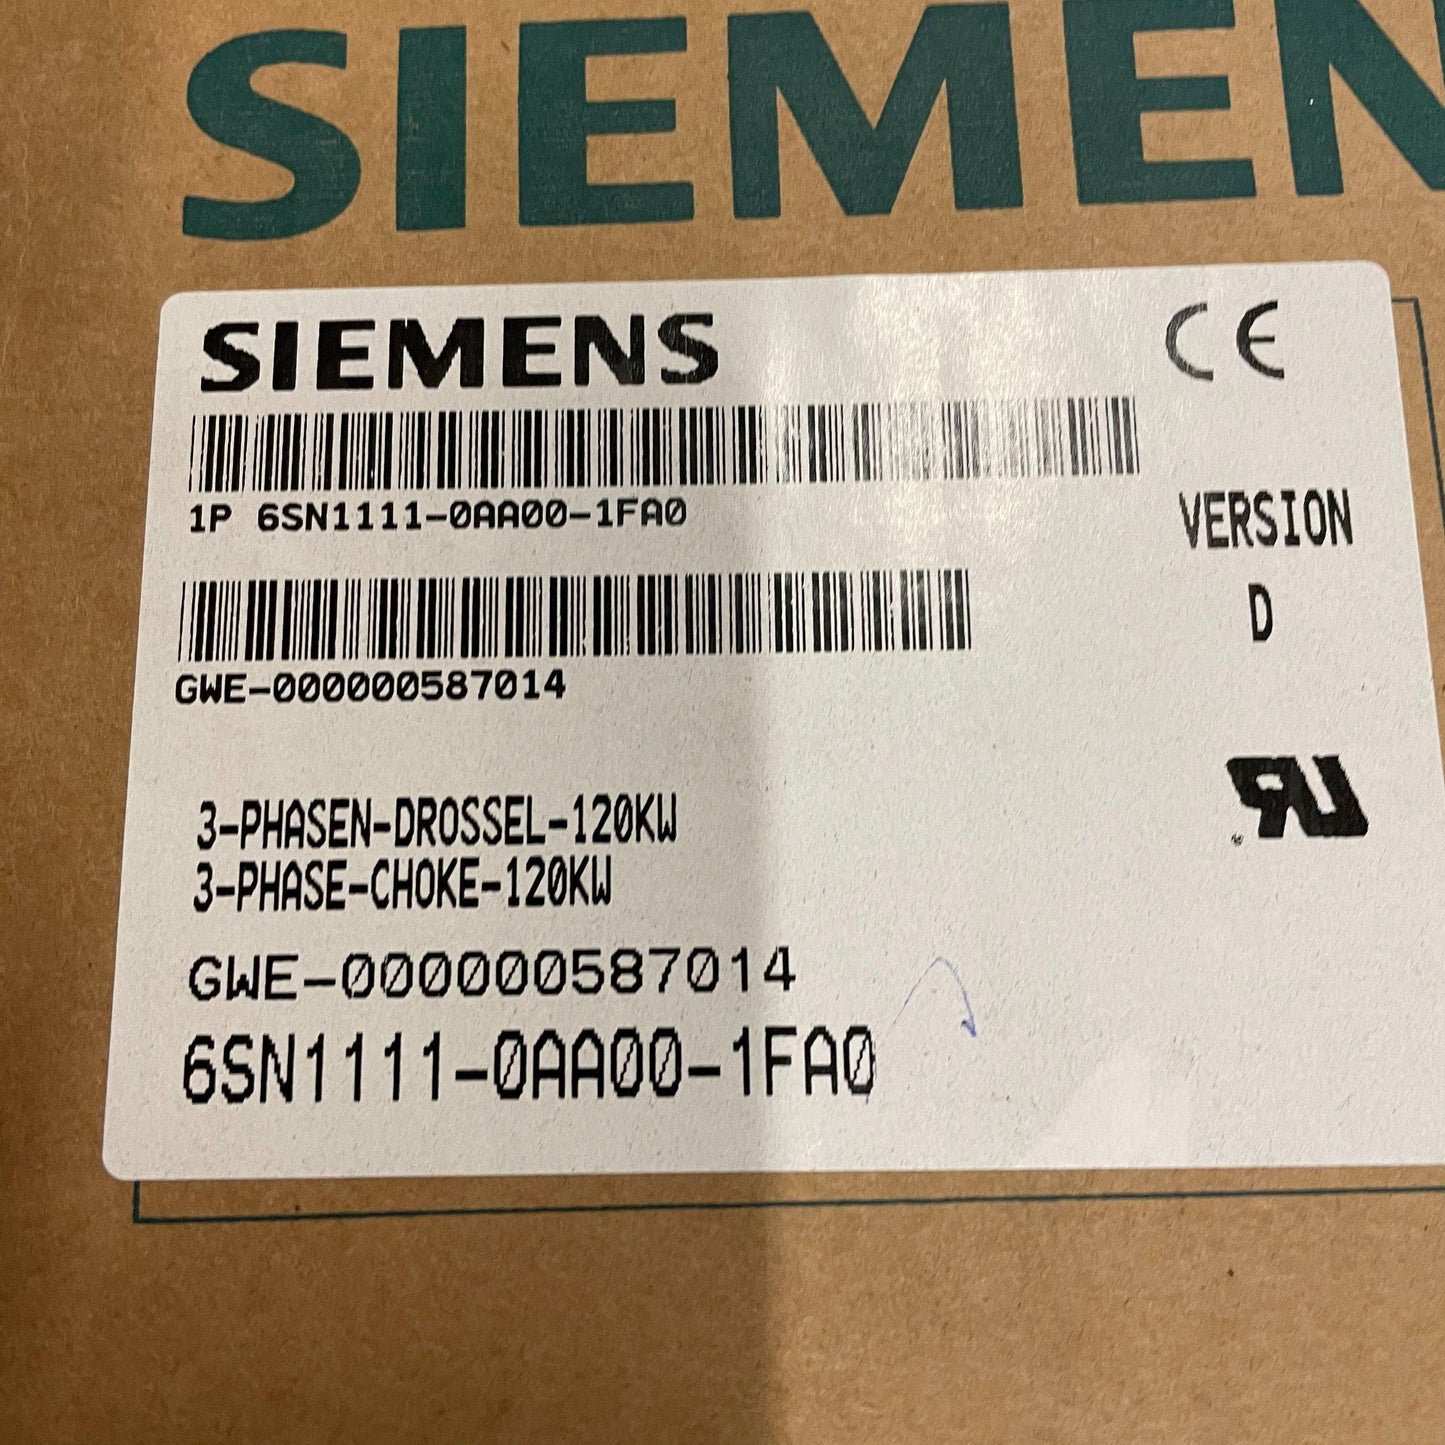 SIEMEN
SIEMENS CE
1P 6SN1111-0AA00-1FA0
VERSION
D
GWE-000000587014
3-PHASEN-DROSSEL-120KW
3-PHASE-CHOKE-120KW
GWE-000000587014
6SN1111-0AA00-1FA0